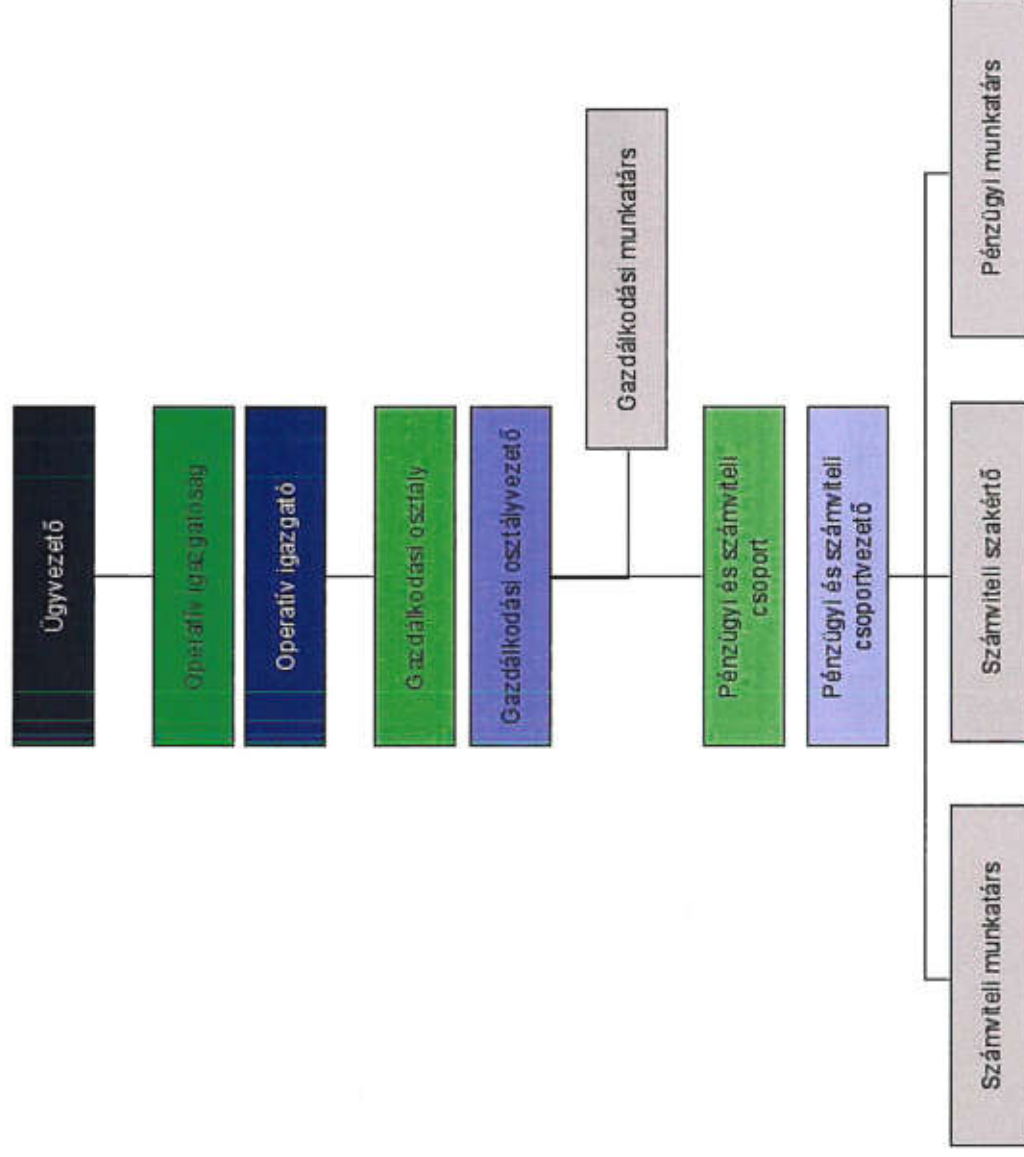 Ügyvezető
Operatív igazgatóság
Operatív igazgató
Gazdálkodási osztály
Gazdálkodási osztályvezető
Gazdálkodási munkatárs
Pénzügyi és számviteli
csoport
Pénzügyi és számviteli
csoportvezető
Számviteli munkatárs
Számviteli szakértő
Pénzügyi munkatárs